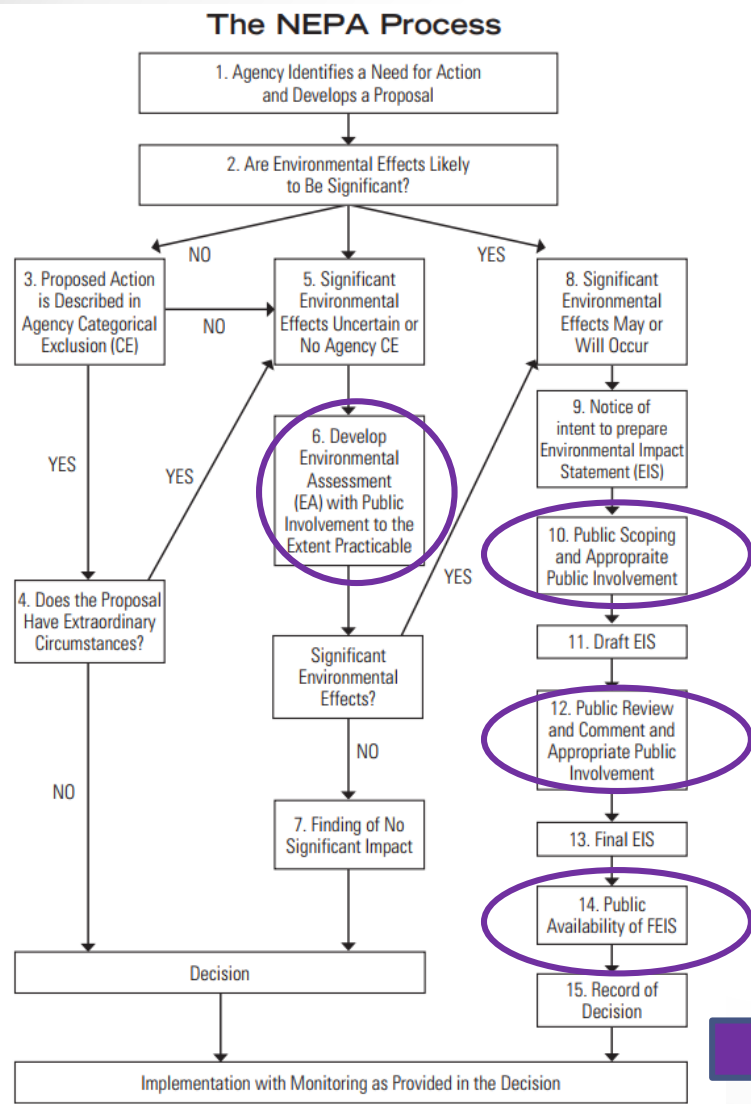 The NEPA Process
1. Agency Identifies a Need for Action
and Develops a Proposal
2. Are Environmental Effects Likely
to Be Significant?
NO
YES
3. Proposed Action
is Described in
Agency Categorical
Exclusion (CE)
NO
5. Significant
Environmental
Effects Uncertain or
No Agency CE
8. Significant
Environmental
Effects May or
Will Occur
YES
YES
6. Develop
Environmental
Assessment
(EA) with Public
Involvement to the
Extent Practicable
9. Notice of
intent to prepare
Environmental Impact
Statement (EIS)
10. Public Scoping
and Appropraite
Public Involvement
YES
4. Does the Proposal
Have Extraordinary
Circumstances?
Significant
Environmental
Effects?
11. Draft EIS
12. Public Review
and Comment and
Appropriate Public
Involvement
NO
NO
7. Finding of No
Significant Impact
13. Final EIS
14. Public
Availability of FEIS
Decision
15. Record of
Decision
Implementation with Monitoring as Provided in the Decision